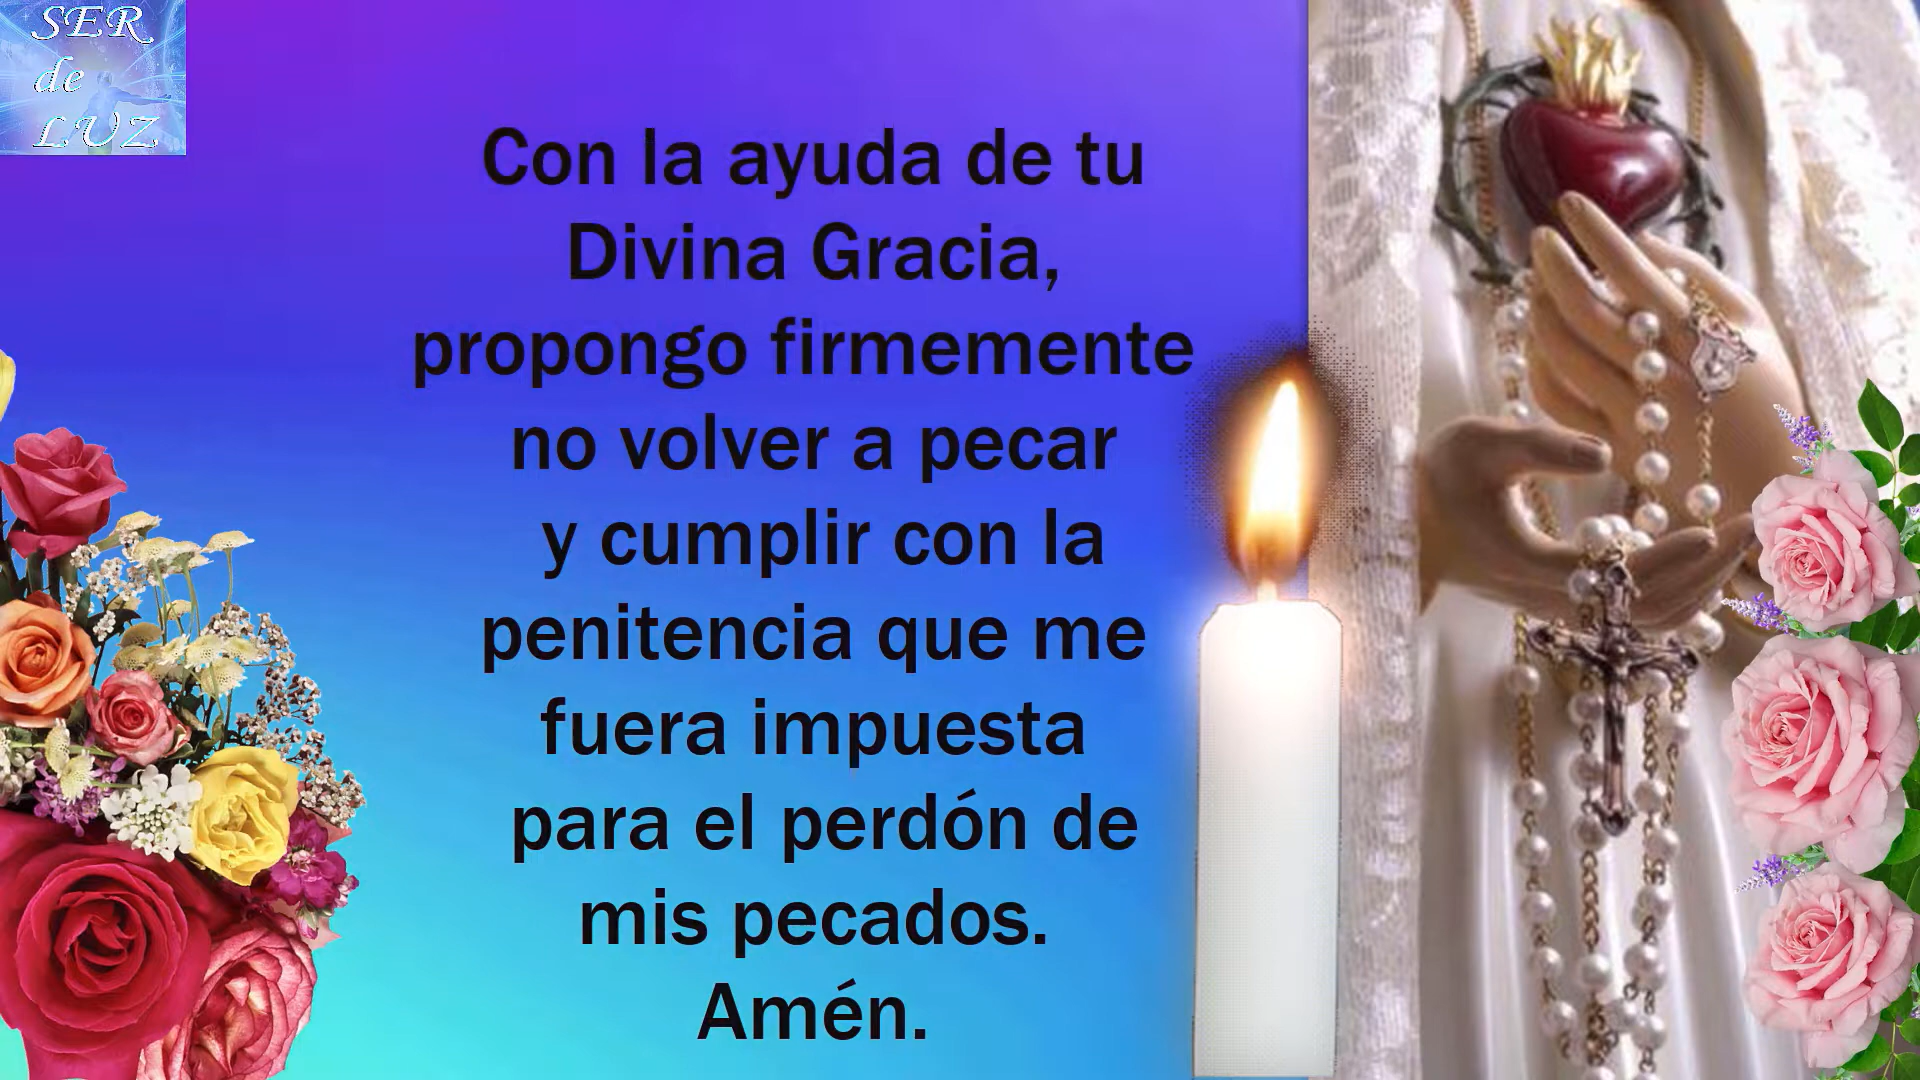 SER
de
LUZ
Con la ayuda de tu
Divina Gracia,
propongo firmemente
no volver a pecar
y cumplir con la
penitencia que me
fuera impuesta
para el perdón de
mis pecados.
Amén.